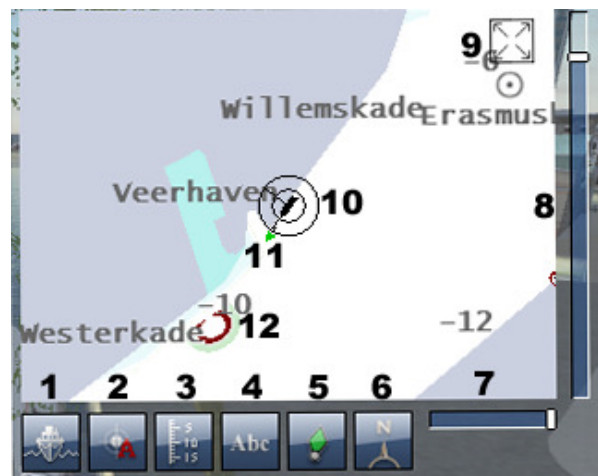 9
-6
Willemskade Erasmusb
Veerhaven 10
8
11
-10
Westerkade 12 -12
1 2 3 4 5 6 7
A -5 -10 -15 Abc N